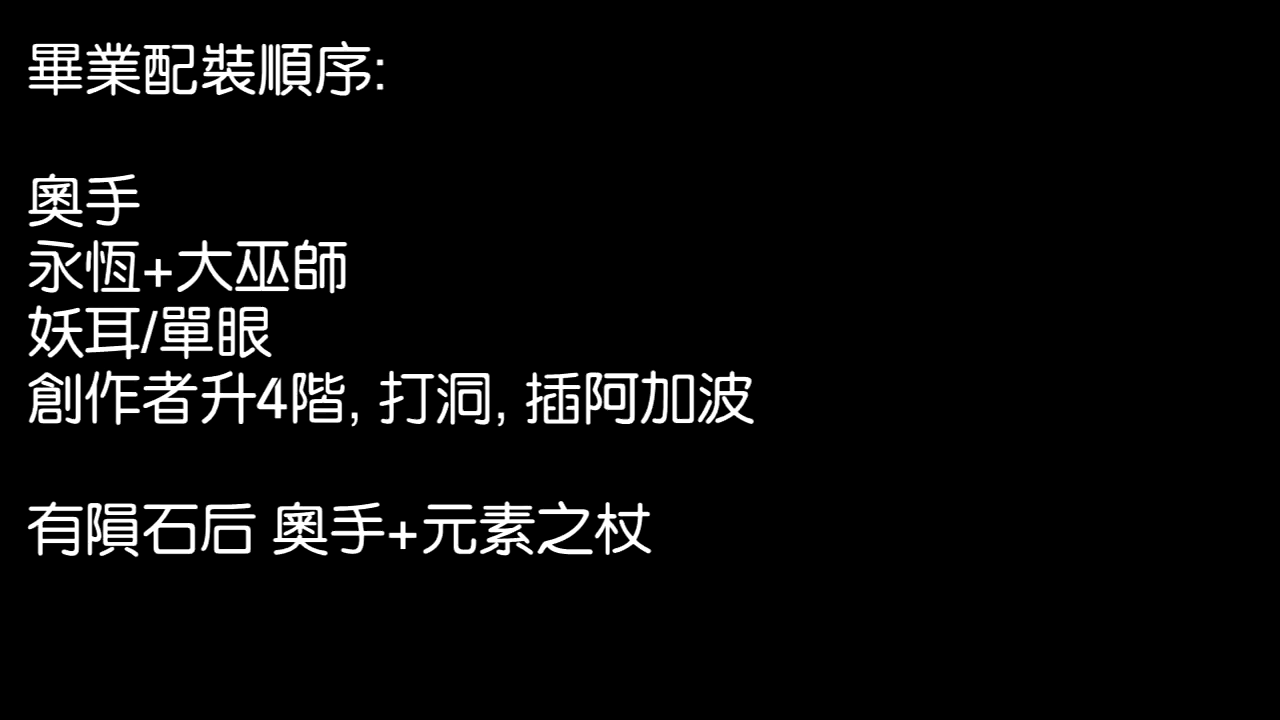 畢業配裝順序:
奧手
永恆+大巫師
妖耳/單眼
創作者升4階, 打洞, 插阿加波
有隕石后 奧手+元素之杖